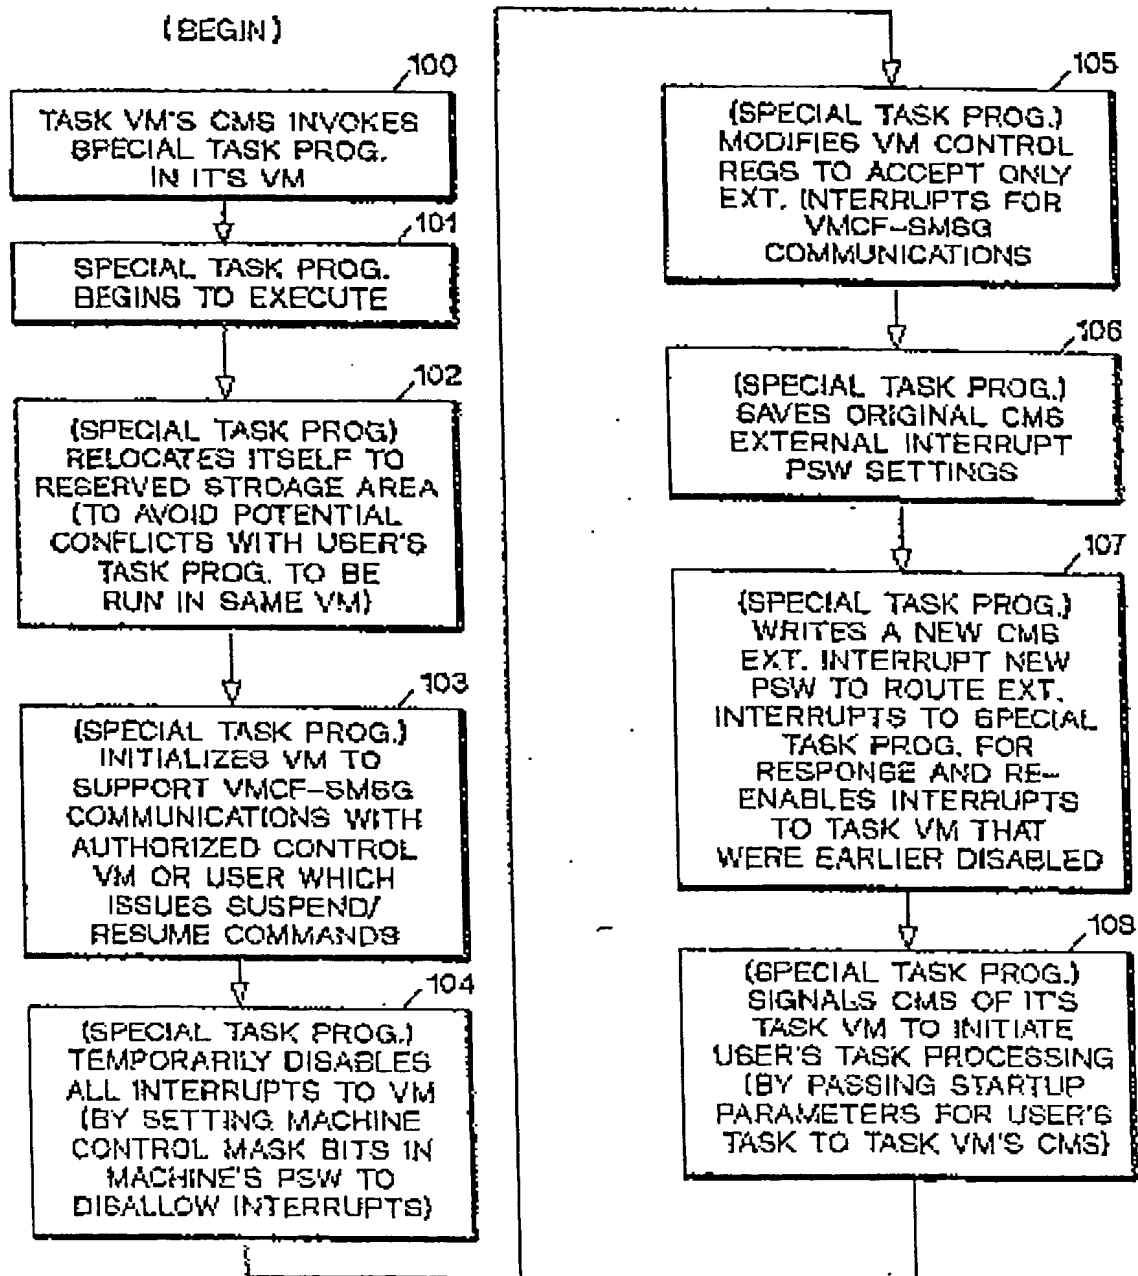 (BEGIN)
100
TASK VM'S CMS INVOKES
SPECIAL TASK PROG.
IN IT'S VM
101
SPECIAL TASK PROG.
BEGINS TO EXECUTE
102
(SPECIAL TASK PROG)
RELOCATES ITSELF TO
RESERVED STROAGE AREA
(TO AVOID POTENTIAL
CONFLICTS WITH USER'S
TASK PROG. TO BE
RUN IN SAME VM)
103
(SPECIAL TASK PROG.)
INITIALIZES VM TO
SUPPORT VMCF-SMSG
COMMUNICATIONS WITH
AUTHORIZED CONTROL
VM OR USER WHICH
ISSUES SUSPEND/
RESUME COMMANDS
104
(SPECIAL TASK PROG.)
TEMPORARILY DISABLES
ALL INTERRUPTS TO VM
(BY SETTING MACHINE
CONTROL MASK BITS IN
MACHINE'S PSW TO
DISALLOW INTERRUPTS)
105
(SPECIAL TASK PROG.)
MODIFIES VM CONTROL
REGS TO ACCEPT ONLY
EXT. INTERRUPTS FOR
VMCF-SMSG
COMMUNICATIONS
106
(SPECIAL TASK PROG.)
SAVES ORIGINAL CMS
EXTERNAL INTERRUPT
PSW SETTINGS
107
(SPECIAL TASK PROG.)
WRITES A NEW CMS
EXT. INTERRUPT NEW
PSW TO ROUTE EXT.
INTERRUPTS TO SPECIAL
TASK PROG. FOR
RESPONSE AND RE-
ENABLES INTERRUPTS
TO TASK VM THAT
WERE EARLIER DISABLED
108
(SPECIAL TASK PROG.)
SIGNALS CMS OF IT'S
TASK VM TO INITIATE
USER'S TASK PROCESSING
(BY PASSING STARTUP
PARAMETERS FOR USER'S
TASK TO TASK VM'S CMS)